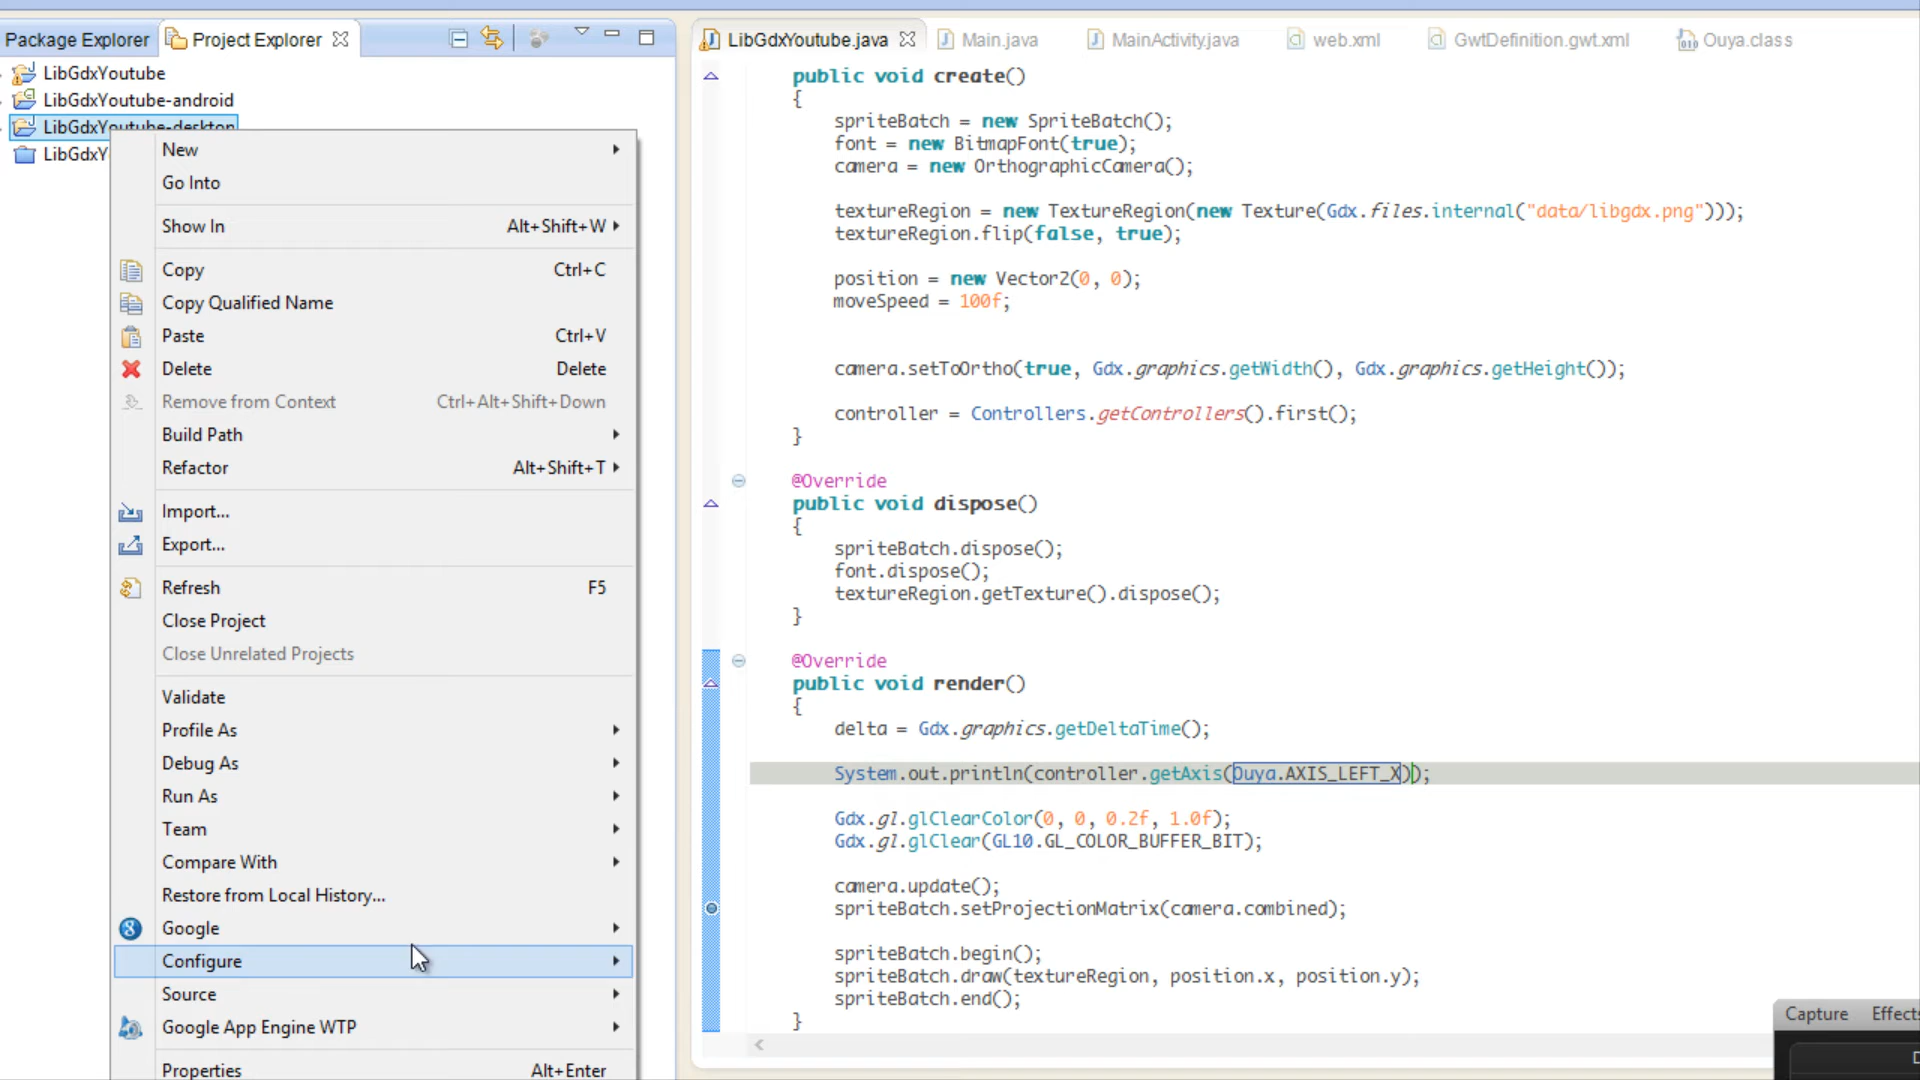 Package Explorer Project Explorer
LibGdxYoutube
LibGdxYoutube-android
LibGdxYoutube-desktop
LibGdxY
New
Go Into
Show In Alt+Shift+W
Copy Ctrl+C
Copy Qualified Name
Paste Ctrl+V
Delete Delete
Remove from Context Ctrl+Alt+Shift+Down
Build Path
Refactor Alt+Shift+T
Import...
Export...
Refresh F5
Close Project
Close Unrelated Projects
Validate
Profile As
Debug As
Run As
Team
Compare With
Restore from Local History...
Google
Configure
Source
Google App Engine WTP
Properties Alt+Enter
LibGdxYoutube.java Main.java MainActivity.java web.xml GwtDefinition.gwt.xml Ouya.class
public void create()
{
spriteBatch = new SpriteBatch();
font = new BitmapFont(true);
camera = new OrthographicCamera();
textureRegion = new TextureRegion(new Texture(Gdx.files.internal("data/libgdx.png")));
textureRegion.flip(false, true);
position = new Vector2(0, 0);
moveSpeed = 100f;
camera.setToOrtho(true, Gdx.graphics.getWidth(), Gdx.graphics.getHeight());
controller = Controllers.getControllers().first();
}
@Override
public void dispose()
{
spriteBatch.dispose();
font.dispose();
textureRegion.getTexture().dispose();
}
@Override
public void render()
{
delta = Gdx.graphics.getDeltaTime();
System.out.println(controller.getAxis(Ouya.AXIS_LEFT_X));
Gdx.gl.glClearColor(0, 0, 0.2f, 1.0f);
Gdx.gl.glClear(GL10.GL_COLOR_BUFFER_BIT);
camera.update();
spriteBatch.setProjectionMatrix(camera.combined);
spriteBatch.begin();
spriteBatch.draw(textureRegion, position.x, position.y);
spriteBatch.end();
}
Capture Effects